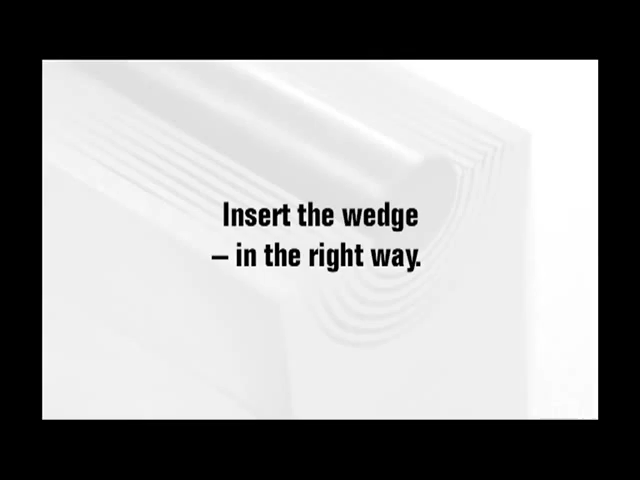 Insert the wedge
– in the right way.